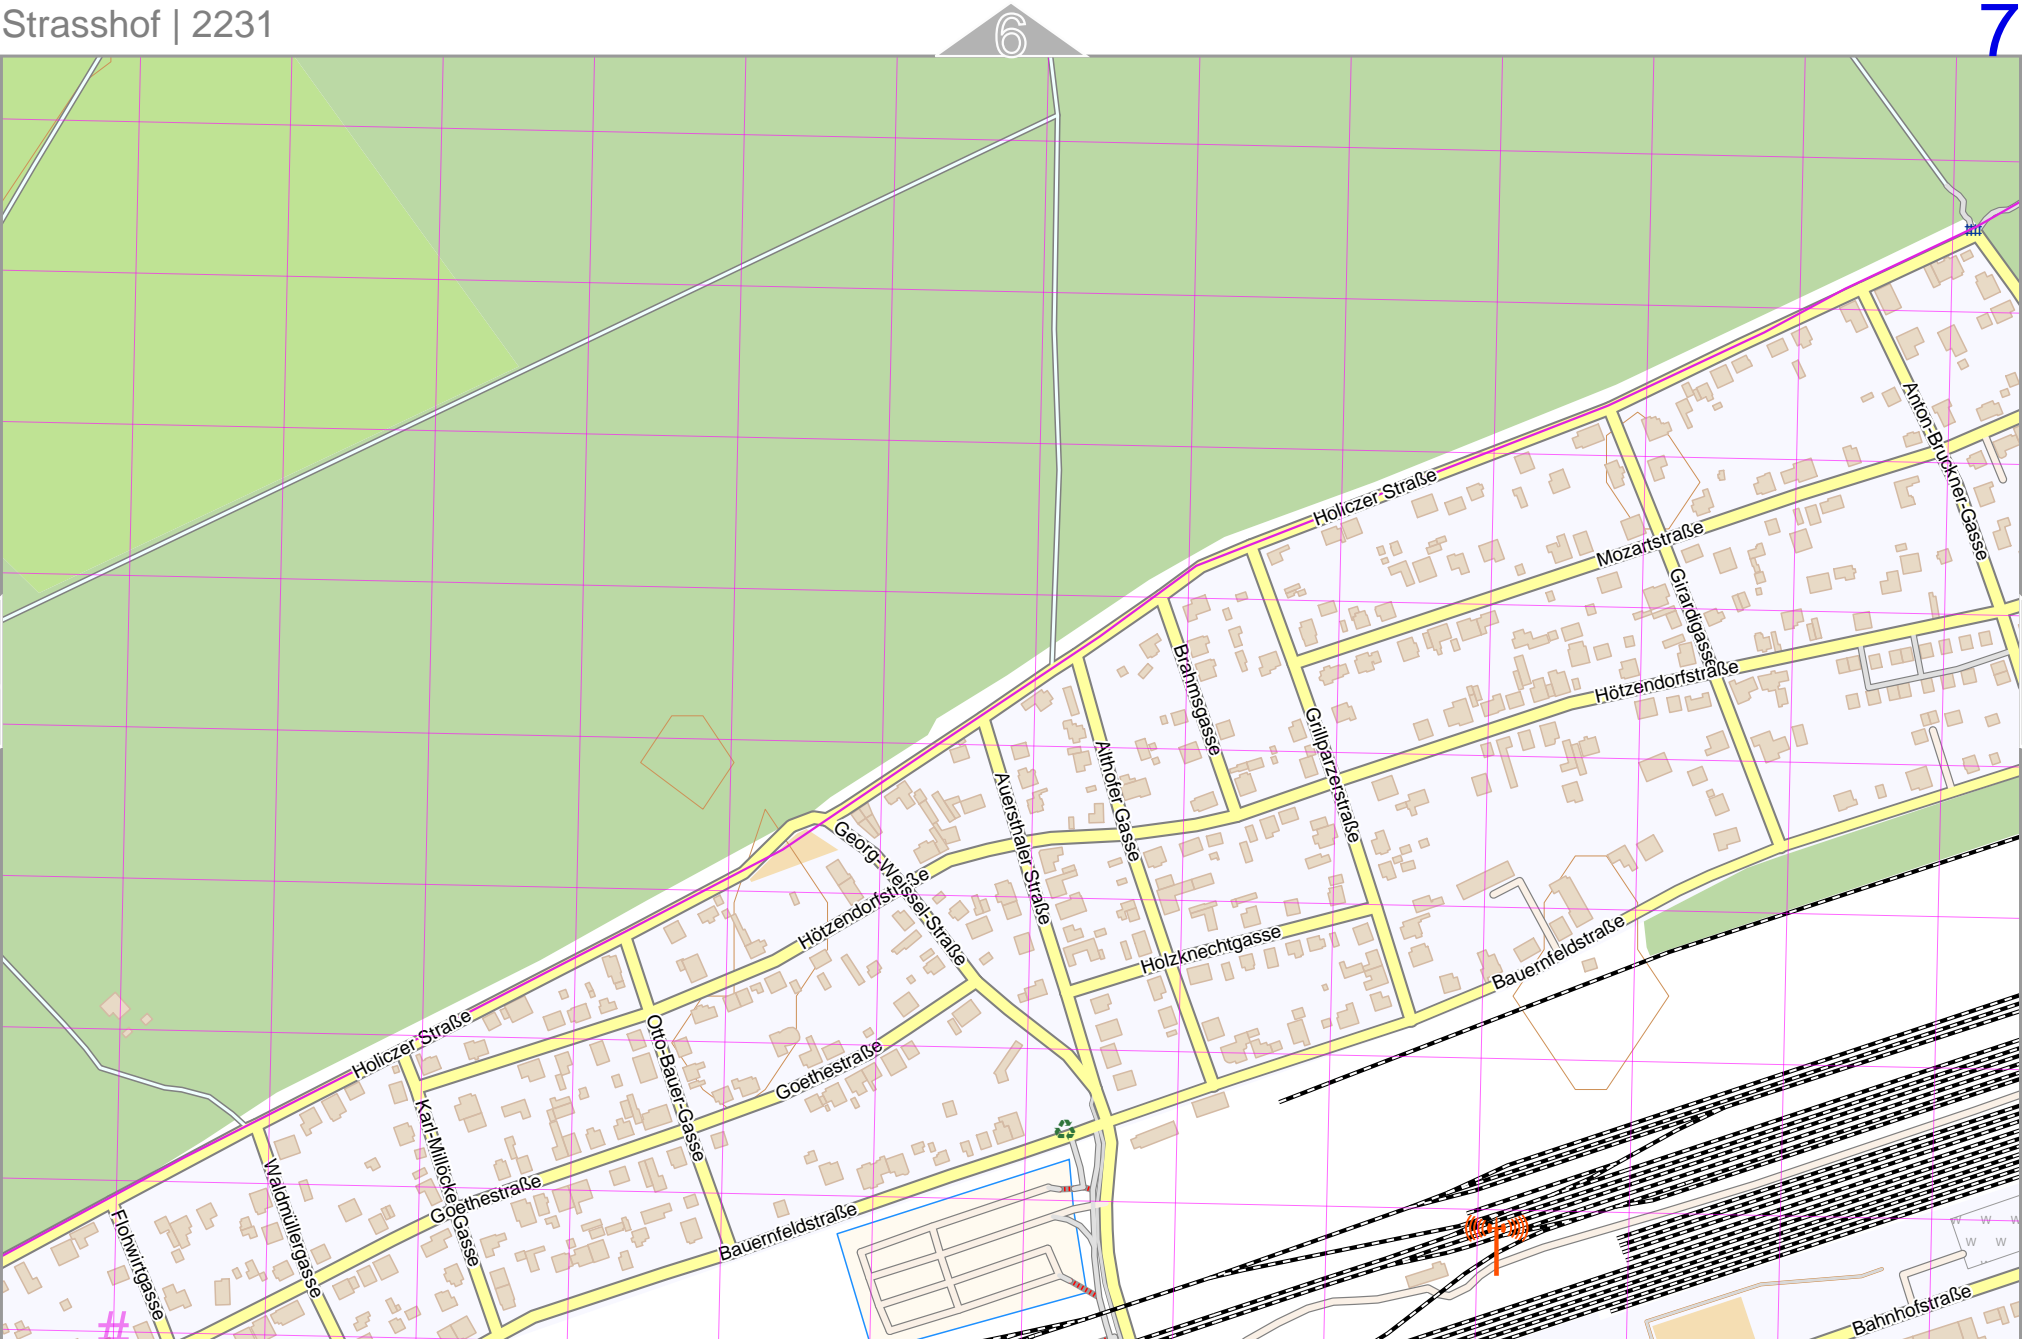 Strasshof | 2231
6
7
Holiczer Straße
Anton-Bruckner-Gasse
Mozartstraße
Girardigasse
Brahmsgasse
Hötzendorfstraße
Grillparzerstraße
Althofer Gasse
Auersthaler Straße
Georg-Weissel-Straße
Hötzendorfstraße
Holzknechtgasse
Bauernfeldstraße
Holiczer Straße
Otto-Bauer-Gasse
Goethestraße
Karl-Millöcker-Gasse
Waldmüllergasse
Goethestraße
Flohwirtgasse
Bauernfeldstraße
w w w
w w
Bahnhofstraße
#